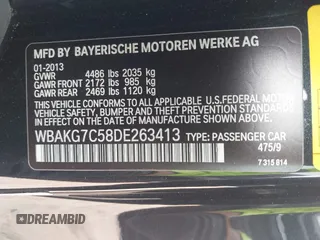 MFD BY BAYERISCHE MOTOREN WERKE AG
01-2013
GVWR 4486 lbs 2035 kg
GAWR FRONT 2172 lbs 985 kg
GAWR REAR 2469 lbs 1120 kg
THIS VEHICLE CONFORMS TO ALL APPLICABLE
FEDERAL MOTOR VEHICLE SAFETY, BUMPER,
AND THEFT PREVENTION STANDARDS IN EFFECT
ON THE DATE OF MANUFACTURE SHOWN ABOVE.
WBAKG7C58DE263413 TYPE: PASSENGER CAR
475/9
7 315 814
DREAMBID